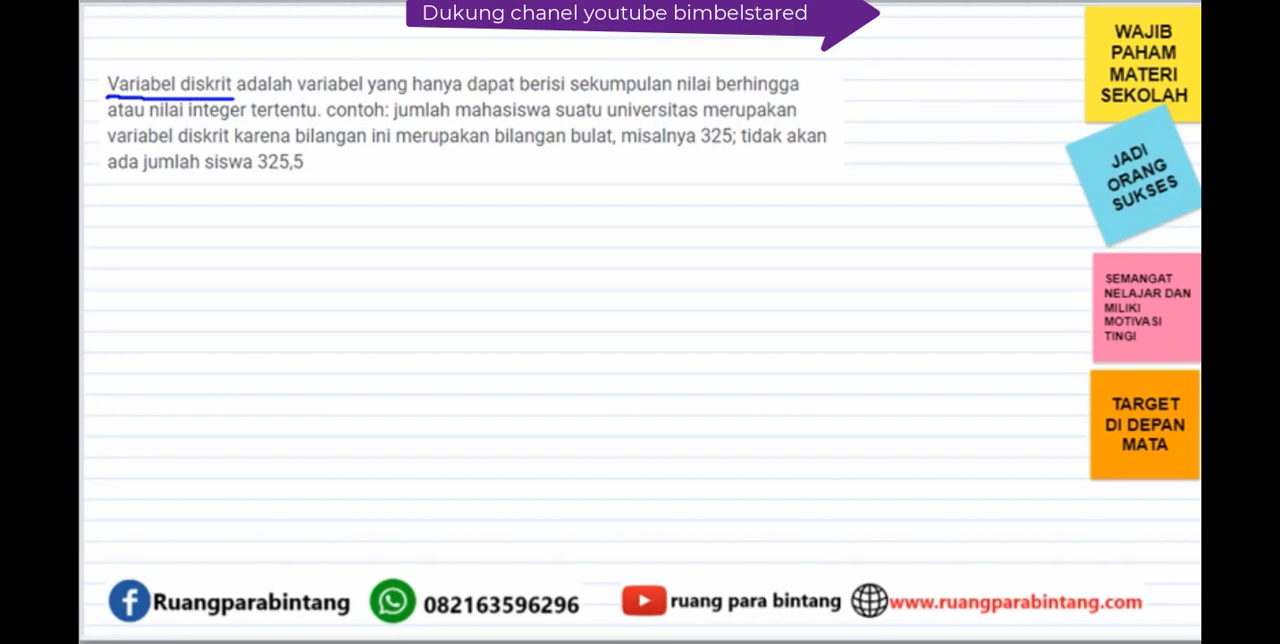 Dukung chanel youtube bimbelstared
Variabel diskrit adalah variabel yang hanya dapat berisi sekumpulan nilai berhingga
atau nilai integer tertentu. contoh: jumlah mahasiswa suatu universitas merupakan
variabel diskrit karena bilangan ini merupakan bilangan bulat, misalnya 325; tidak akan
ada jumlah siswa 325,5
WAJIB
PAHAM
MATERI
SEKOLAH
JADI
ORANG
SUKSES
SEMANGAT
NELAJAR DAN
MILIKI
MOTIVASI
TINGI
TARGET
DI DEPAN
MATA
Ruangparabintang
082163596296
ruang para bintang
www.ruangparabintang.com